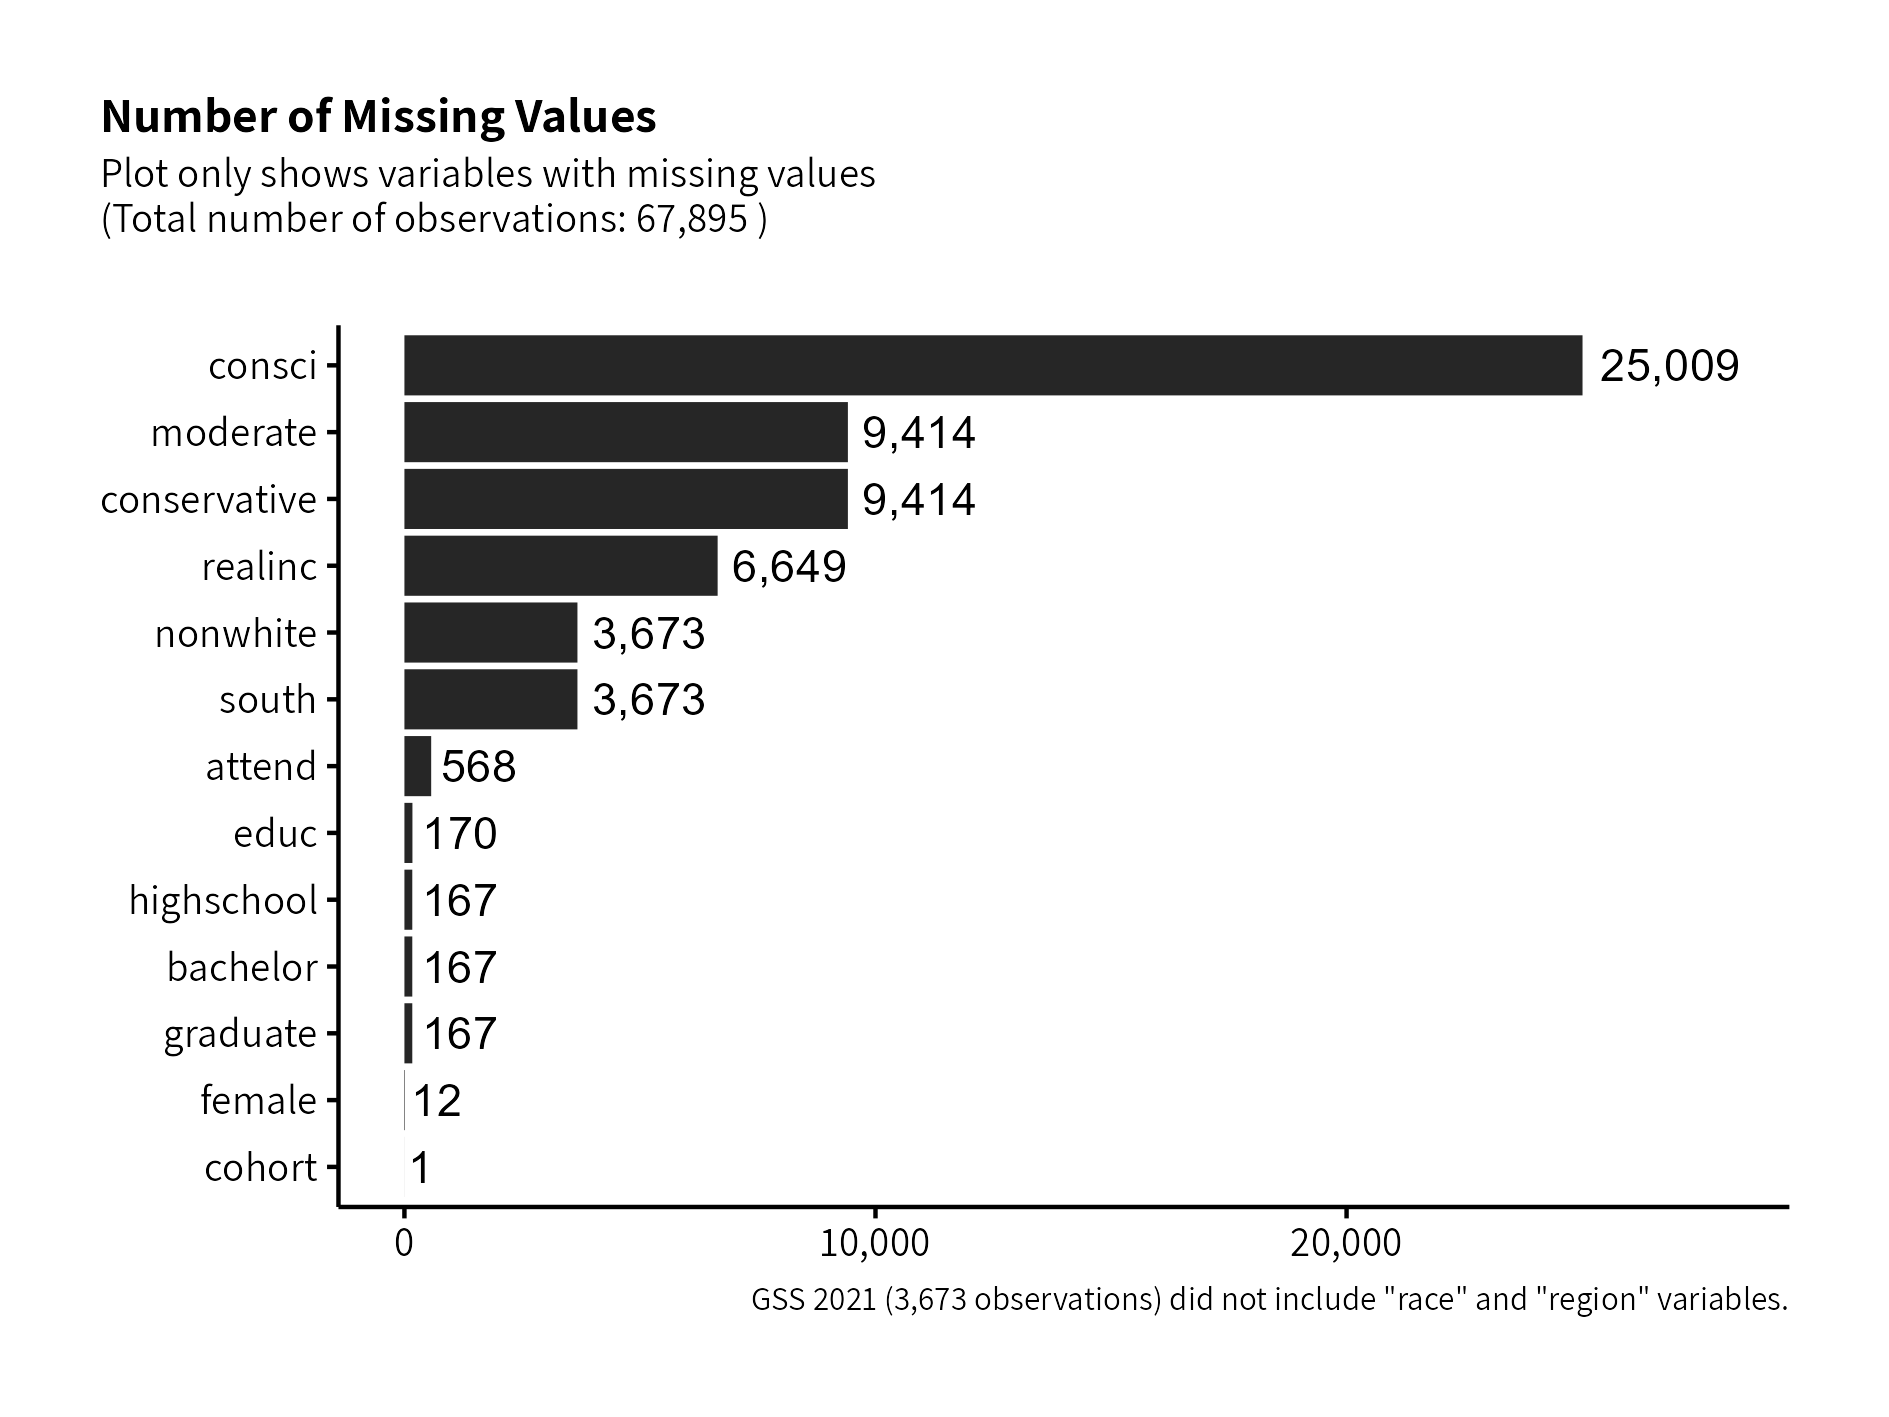 Number of Missing Values
Plot only shows variables with missing values
(Total number of observations: 67,895 )
consci 25,009
moderate 9,414
conservative 9,414
realinc 6,649
nonwhite 3,673
south 3,673
attend 568
educ 170
highschool 167
bachelor 167
graduate 167
female 12
cohort 1
0 10,000 20,000
GSS 2021 (3,673 observations) did not include "race" and "region" variables.